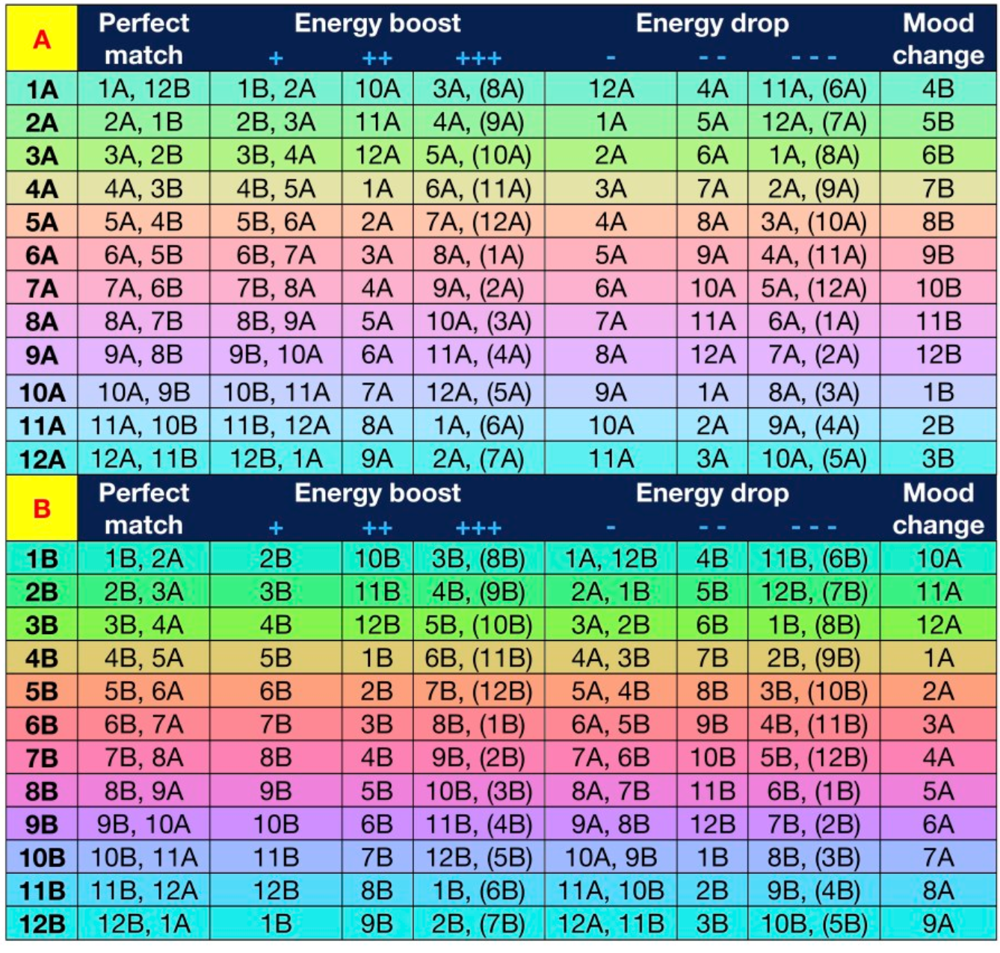 A Perfect match Energy boost Energy drop Mood change
+ ++ +++ - - - - - -
1A 1A, 12B 1B, 2A 10A 3A, (8A) 12A 4A 11A, (6A) 4B
2A 2A, 1B 2B, 3A 11A 4A, (9A) 1A 5A 12A, (7A) 5B
3A 3A, 2B 3B, 4A 12A 5A, (10A) 2A 6A 1A, (8A) 6B
4A 4A, 3B 4B, 5A 1A 6A, (11A) 3A 7A 2A, (9A) 7B
5A 5A, 4B 5B, 6A 2A 7A, (12A) 4A 8A 3A, (10A) 8B
6A 6A, 5B 6B, 7A 3A 8A, (1A) 5A 9A 4A, (11A) 9B
7A 7A, 6B 7B, 8A 4A 9A, (2A) 6A 10A 5A, (12A) 10B
8A 8A, 7B 8B, 9A 5A 10A, (3A) 7A 11A 6A, (1A) 11B
9A 9A, 8B 9B, 10A 6A 11A, (4A) 8A 12A 7A, (2A) 12B
10A 10A, 9B 10B, 11A 7A 12A, (5A) 9A 1A 8A, (3A) 1B
11A 11A, 10B 11B, 12A 8A 1A, (6A) 10A 2A 9A, (4A) 2B
12A 12A, 11B 12B, 1A 9A 2A, (7A) 11A 3A 10A, (5A) 3B
B Perfect match Energy boost Energy drop Mood change
+ ++ +++ - - - - - -
1B 1B, 2A 2B 10B 3B, (8B) 1A, 12B 4B 11B, (6B) 10A
2B 2B, 3A 3B 11B 4B, (9B) 2A, 1B 5B 12B, (7B) 11A
3B 3B, 4A 4B 12B 5B, (10B) 3A, 2B 6B 1B, (8B) 12A
4B 4B, 5A 5B 1B 6B, (11B) 4A, 3B 7B 2B, (9B) 1A
5B 5B, 6A 6B 2B 7B, (12B) 5A, 4B 8B 3B, (10B) 2A
6B 6B, 7A 7B 3B 8B, (1B) 6A, 5B 9B 4B, (11B) 3A
7B 7B, 8A 8B 4B 9B, (2B) 7A, 6B 10B 5B, (12B) 4A
8B 8B, 9A 9B 5B 10B, (3B) 8A, 7B 11B 6B, (1B) 5A
9B 9B, 10A 10B 6B 11B, (4B) 9A, 8B 12B 7B, (2B) 6A
10B 10B, 11A 11B 7B 12B, (5B) 10A, 9B 1B 8B, (3B) 7A
11B 11B, 12A 12B 8B 1B, (6B) 11A, 10B 2B 9B, (4B) 8A
12B 12B, 1A 1B 9B 2B, (7B) 12A, 11B 3B 10B, (5B) 9A